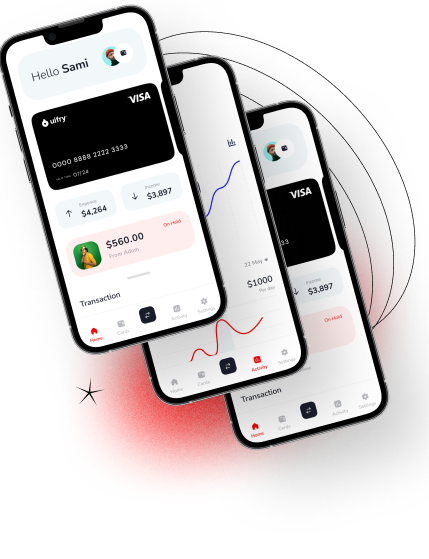 Hello Sami
VISA
uifry
0000 8888 2222 3333
07/24
Expense
$4,264
Income
$3,897
On Hold
$560.00
From Admin
Transaction
Home
Cards
Activity
Settings
22 May
$1000
Per day
Home
Cards
Activity
Settings
VISA
33
Income
$3,897
On Hold
Transaction
Home
Cards
Activity
Settings